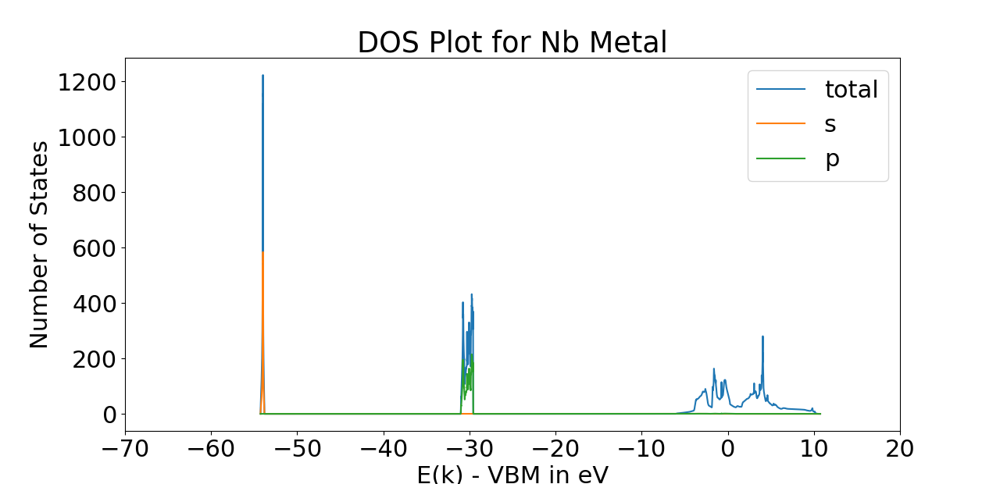 DOS Plot for Nb Metal
1200
1000
800
600
400
200
0
Number of States
total
s
p
−70 −60 −50 −40 −30 −20 −10 0 10 20
E(k) - VBM in eV